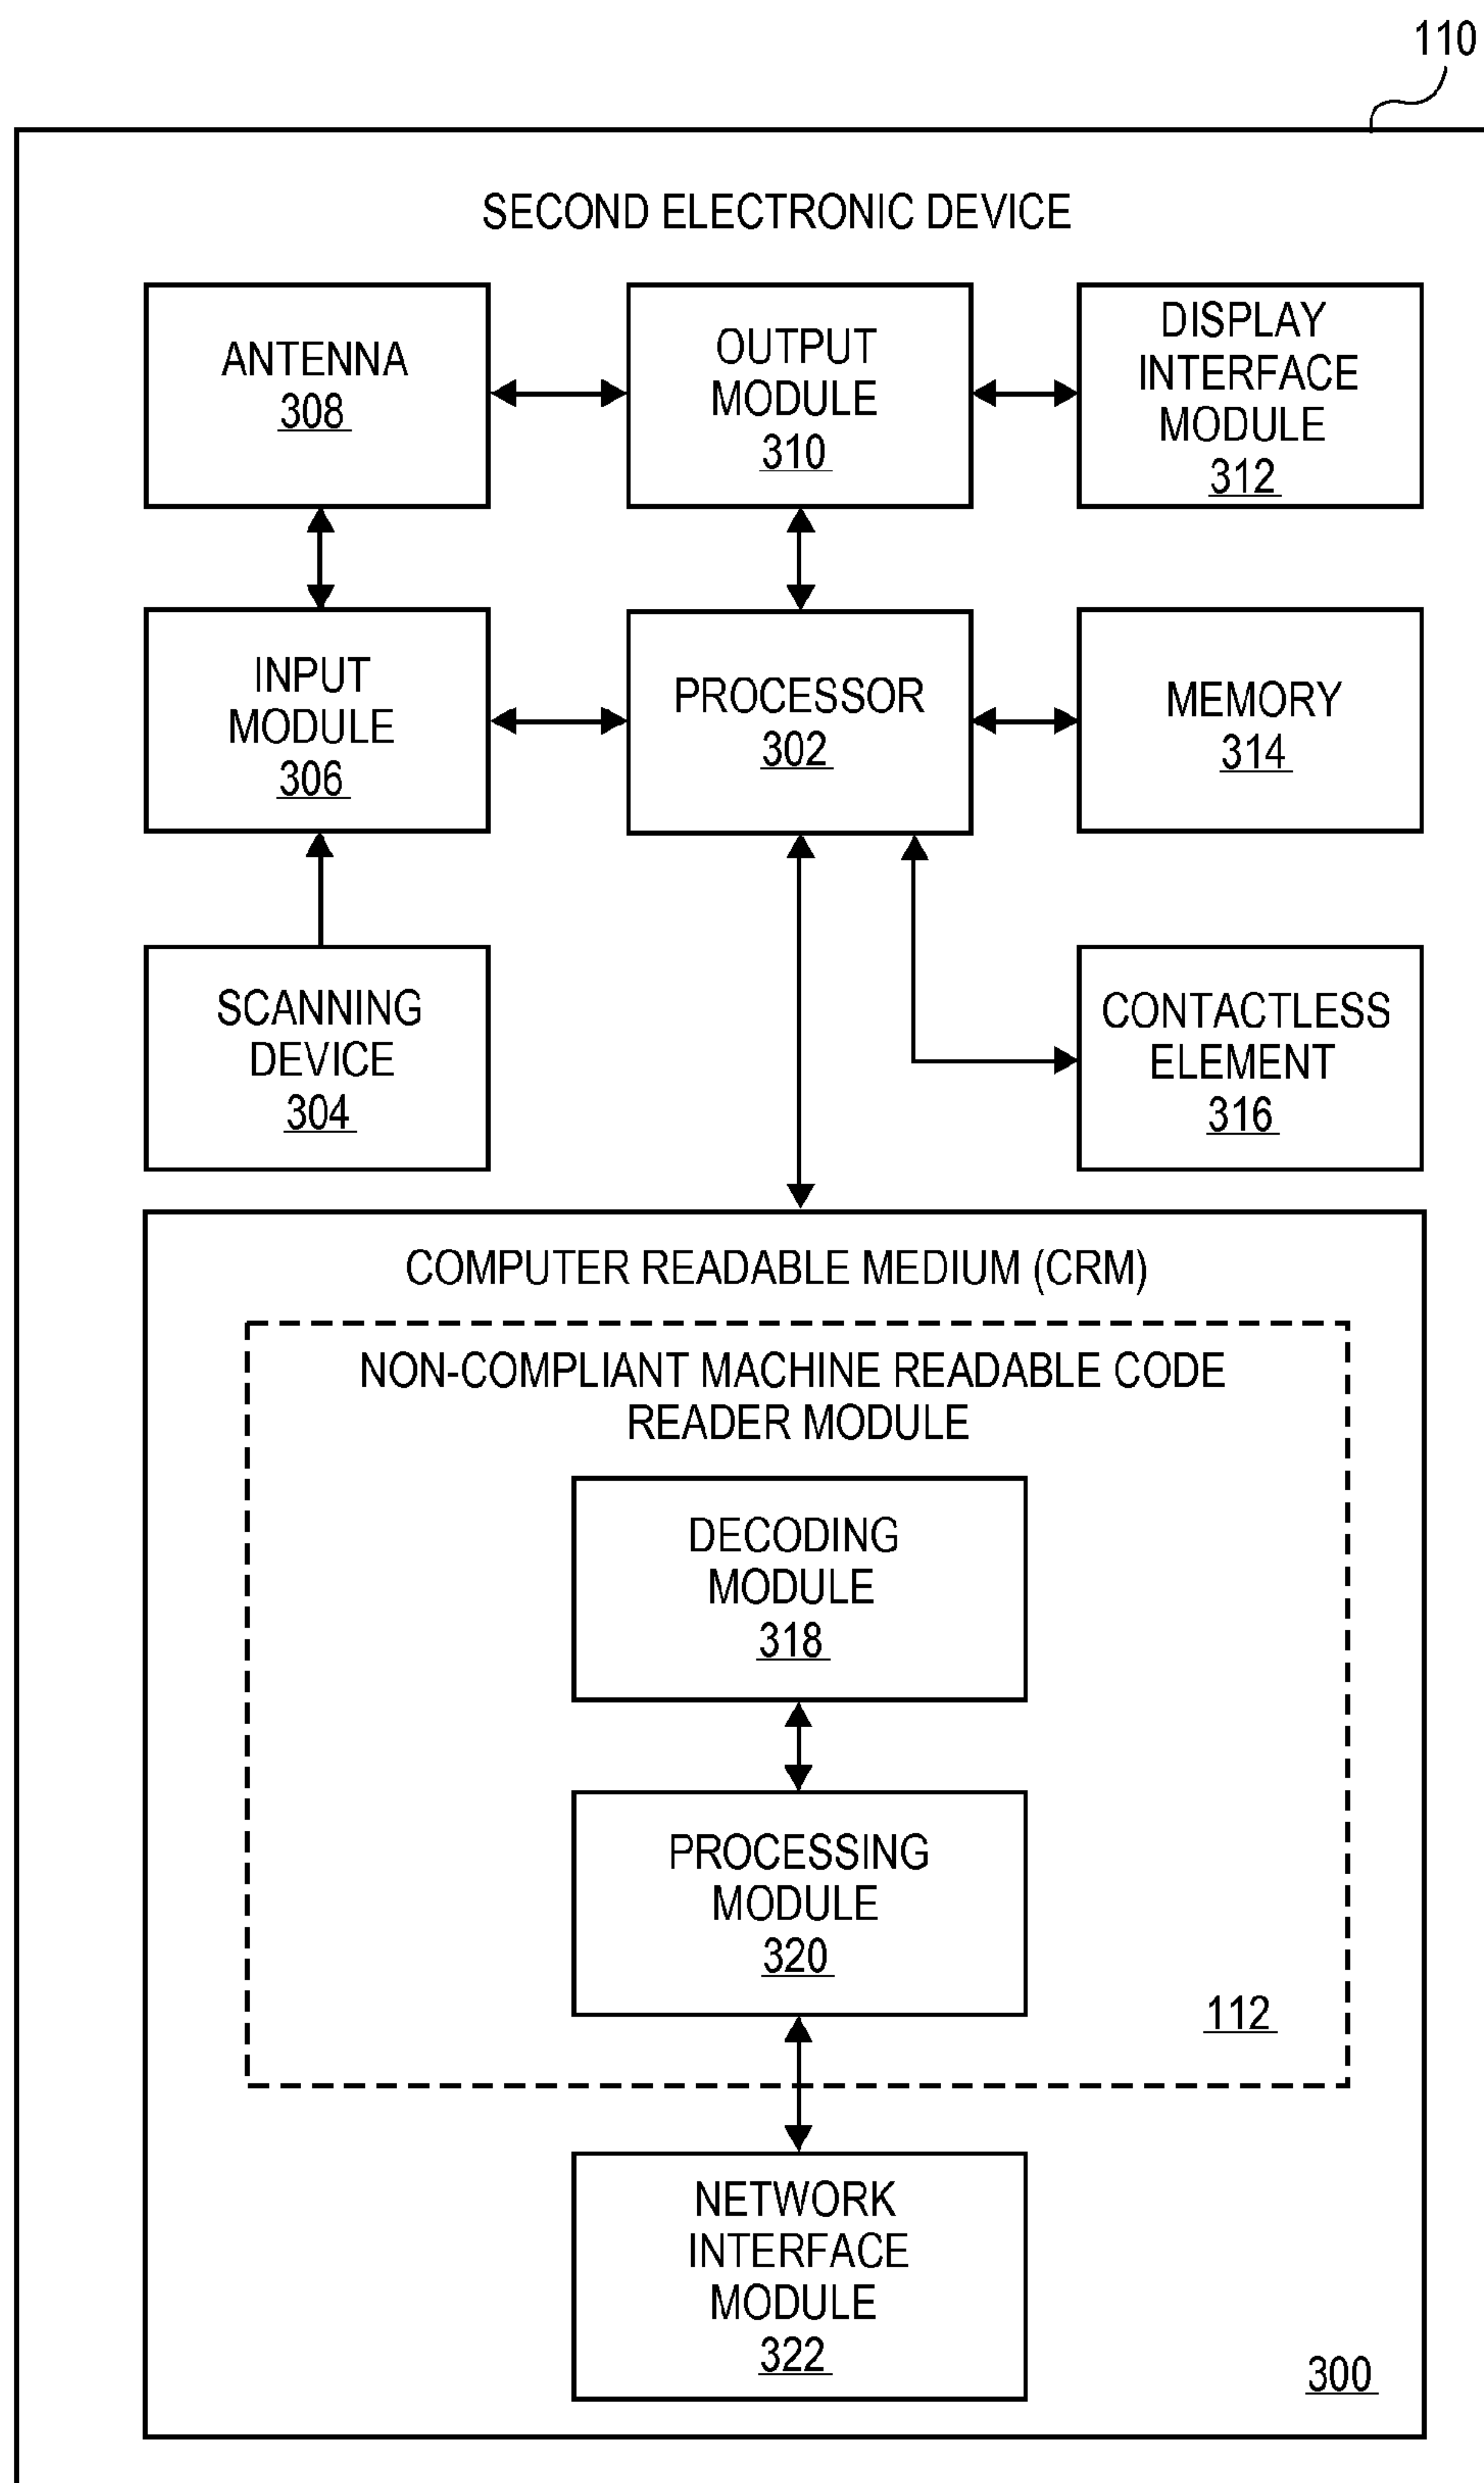 110
SECOND ELECTRONIC DEVICE
ANTENNA
308
OUTPUT
MODULE
310
DISPLAY
INTERFACE
MODULE
312
INPUT
MODULE
306
PROCESSOR
302
MEMORY
314
SCANNING
DEVICE
304
CONTACTLESS
ELEMENT
316
COMPUTER READABLE MEDIUM (CRM)
NON-COMPLIANT MACHINE READABLE CODE
READER MODULE
DECODING
MODULE
318
PROCESSING
MODULE
320
112
NETWORK
INTERFACE
MODULE
322
300